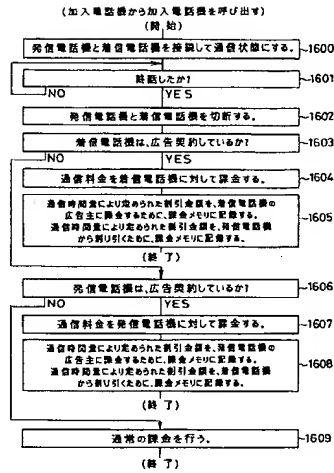 (加入電話機から加入電話機を呼び出す)
(開始)
発信電話機と着信電話機を接続して通信状態にする。 1600
終話したか? 1601
NO YES
発信電話機と着信電話機を切断する。 1602
着信電話機は、広告契約しているか? 1603
NO YES
通信料金を着信電話機に対して課金する。 1604
通信時間量により定められた割引金額を、着信電話機の
広告主に課金するために、課金メモリに記録する。
通信時間量により定められた割引金額を、発信電話機
から割り引くために、課金メモリに記録する。 1605
(終了)
発信電話機は、広告契約しているか? 1606
NO YES
通信料金を発信電話機に対して課金する。 1607
通信時間量により定められた割引金額を、発信電話機の
広告主に課金するために、課金メモリに記録する。
通信時間量により定められた割引金額を、着信電話機
から割り引くために、課金メモリに記録する。 1608
(終了)
通常の課金を行う。 1609
(終了)